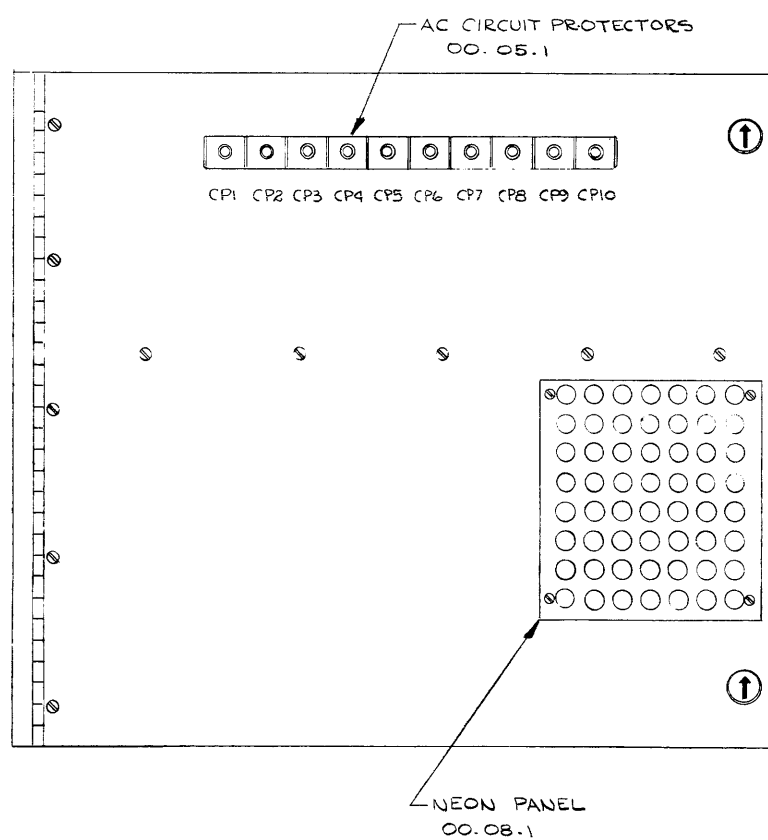 AC CIRCUIT PROTECTORS
00.05.1
CP1 CP2 CP3 CP4 CP5 CP6 CP7 CP8 CP9 CP10
NEON PANEL
00.08.1